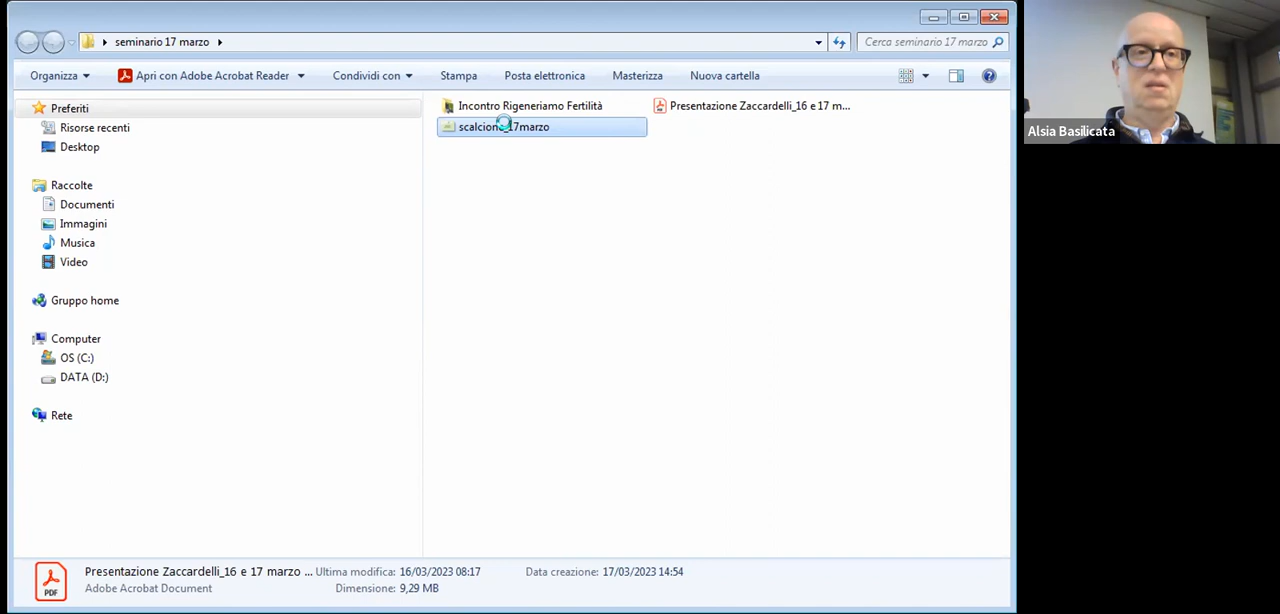 seminario 17 marzo
Cerca seminario 17 marzo
Organizza
Apri con Adobe Acrobat Reader
Condividi con
Stampa
Posta elettronica
Masterizza
Nuova cartella
Preferiti
Risorse recenti
Desktop
Raccolte
Documenti
Immagini
Musica
Video
Gruppo home
Computer
OS (C:)
DATA (D:)
Rete
Incontro Rigeneriamo Fertilità
Presentazione Zaccardelli_16 e 17 m...
scalcione_17marzo
Presentazione Zaccardelli_16 e 17 marzo ...
Ultima modifica: 16/03/2023 08:17
Data creazione: 17/03/2023 14:54
Adobe Acrobat Document
Dimensione: 9,29 MB
PDF
Alsia Basilicata